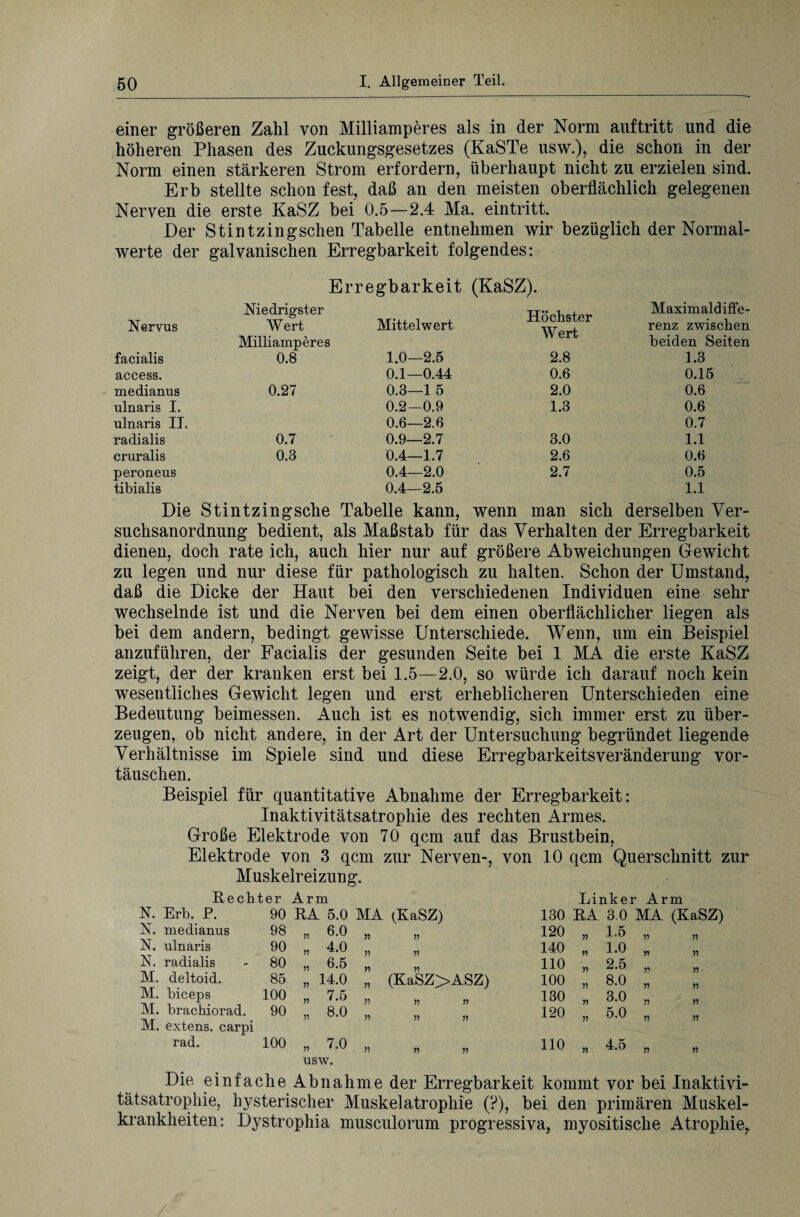 50
I. Allgemeiner Teil.
einer größeren Zahl von Milliampères als in der Norm auftritt und die
höheren Phasen des Zuckungsgesetzes (KaSTe usw.), die schon in der
Norm einen stärkeren Strom erfordern, überhaupt nicht zu erzielen sind.
Erb stellte schon fest, daß an den meisten oberflächlich gelegenen
Nerven die erste KaSZ bei 0.5—2.4 Ma. eintritt.
Der Stintzingschen Tabelle entnehmen wir bezüglich der Normal-
werte der galvanischen Erregbarkeit folgendes:
Erregbarkeit (KaSZ).
Nervus Niedrigster Wert Milliampères Mittelwert Höchster Wert Maximaldiffe-renz zwischen beiden Seiten
facialis 0.8 1.0—2.5 2.8 1.3
access. 0.1—0.44 0.6 0.15
medianus 0.27 0.3—1 5 2.0 0.6
ulnaris I. 0.2—0.9 1.3 0.6
ulnaris II. 0.6—2.6 0.7
radialis 0.7 0.9—2.7 3.0 1.1
cruralis 0.3 0.4—1.7 2.6 0.6
peroneus 0.4—2.0 2.7 0.5
tibialis 0.4—2.5 1.1
Die Stintzingsche Tabelle kann, wenn man sich derselben Ver-
suchsanordnung bedient, als Maßstab für das Verhalten der Erregbarkeit
dienen, doch rate ich, auch hier nur auf größere Abweichungen Gewicht
zu legen und nur diese für pathologisch zu halten. Schon der Umstand,
daß die Dicke der Haut bei den verschiedenen Individuen eine sehr
wechselnde ist und die Nerven bei dem einen oberflächlicher liegen als
bei dem andern, bedingt gewisse Unterschiede. Wenn, um ein Beispiel
anzuführen, der Facialis der gesunden Seite bei 1 MA die erste KaSZ
zeigt, der der kranken erst bei 1.5—2.0, so würde ich darauf noch kein
wesentliches Gewicht legen und erst erheblicheren Unterschieden eine
Bedeutung beimessen. Auch ist es notwendig, sich immer erst zu über-
zeugen, ob nicht andere, in der Art der Untersuchung begründet liegende
Verhältnisse im Spiele sind und diese Erregbarkeitsveränderung vor-
täuschen.
Beispiel für quantitative Abnahme der Erregbarkeit:
Inaktivitätsatrophie des rechten Armes.
Große Elektrode von 70 qcm auf das Brustbein,
Elektrode von 3 qcm zur Nerven-, von 10 qcm Querschnitt zur
Muskelreizung.
Rechter Arm Linker Arm
N. Erb. P. 90 RA 5.0 MA (KaSZ) 130 RA 3.0 MA (KaSZ)
N. medianus 98 „ 6.0 „ „ 120 „ 1.5 „ „
N. ulnaris 90 „ 4.0 „ „ 140 „ 1.0 „ „
N. radialis 80 „ 6.5 „ „ 110 „ 2.5 „ „
M. deltoid. 85 „ 14.0 „ (KaSZ>ASZ) 100 „ 8.0 „ „
M. biceps 100 „ 7.5 „ „ „ 130 „ 3.0 „ „
M. brachiorad. 90 „ 8.0 „ „ „ 120 „ 5.0 „ „
M. extens. carpi
rad. 100 „ 7.0 „ „ „ 110 „ 4.5 „ „
usw.
Die einfache Abnahme der Erregbarkeit kommt vor bei Inaktivi-
tätsatrophie, hysterischer Muskelatrophie (?), bei den primären Muskel-
krankheiten: Dystrophia musculorum progressiva, myositische Atrophie,